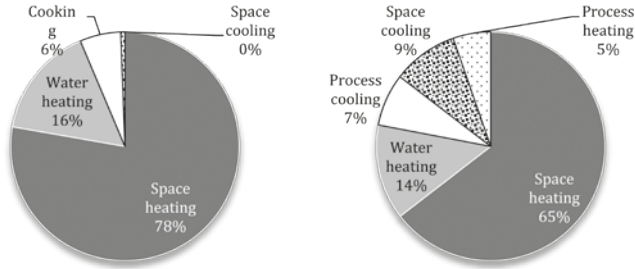 Cookin
g
6%
Space
cooling
0%
Water
heating
16%
Space
heating
78%
Space
cooling
9%
Process
heating
5%
Process
cooling
7%
Water
heating
14%
Space
heating
65%